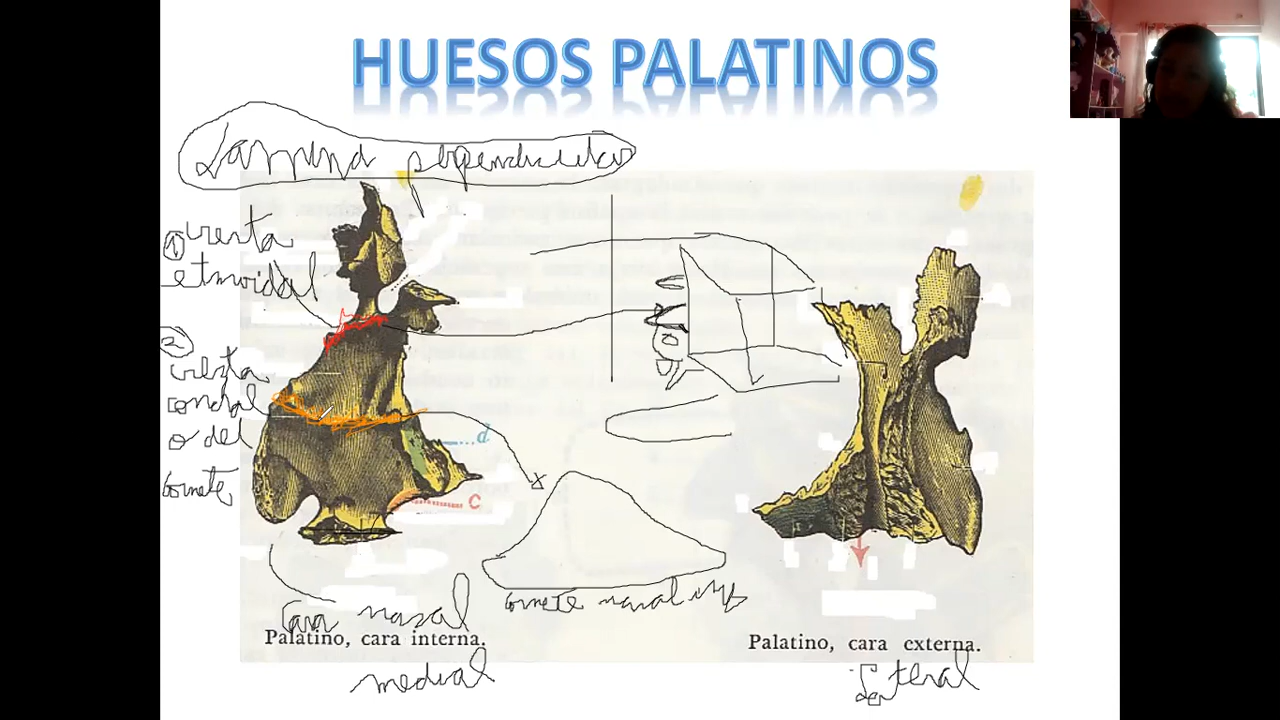 HUESOS PALATINOS
Lamina perpendicular
1 cresta
etmoidal
2
cresta
conchal
o del
cornete
d
c
x
cornete nasal inf
Cara nasal
Palatino, cara interna.
medial
Palatino, cara externa.
Lateral